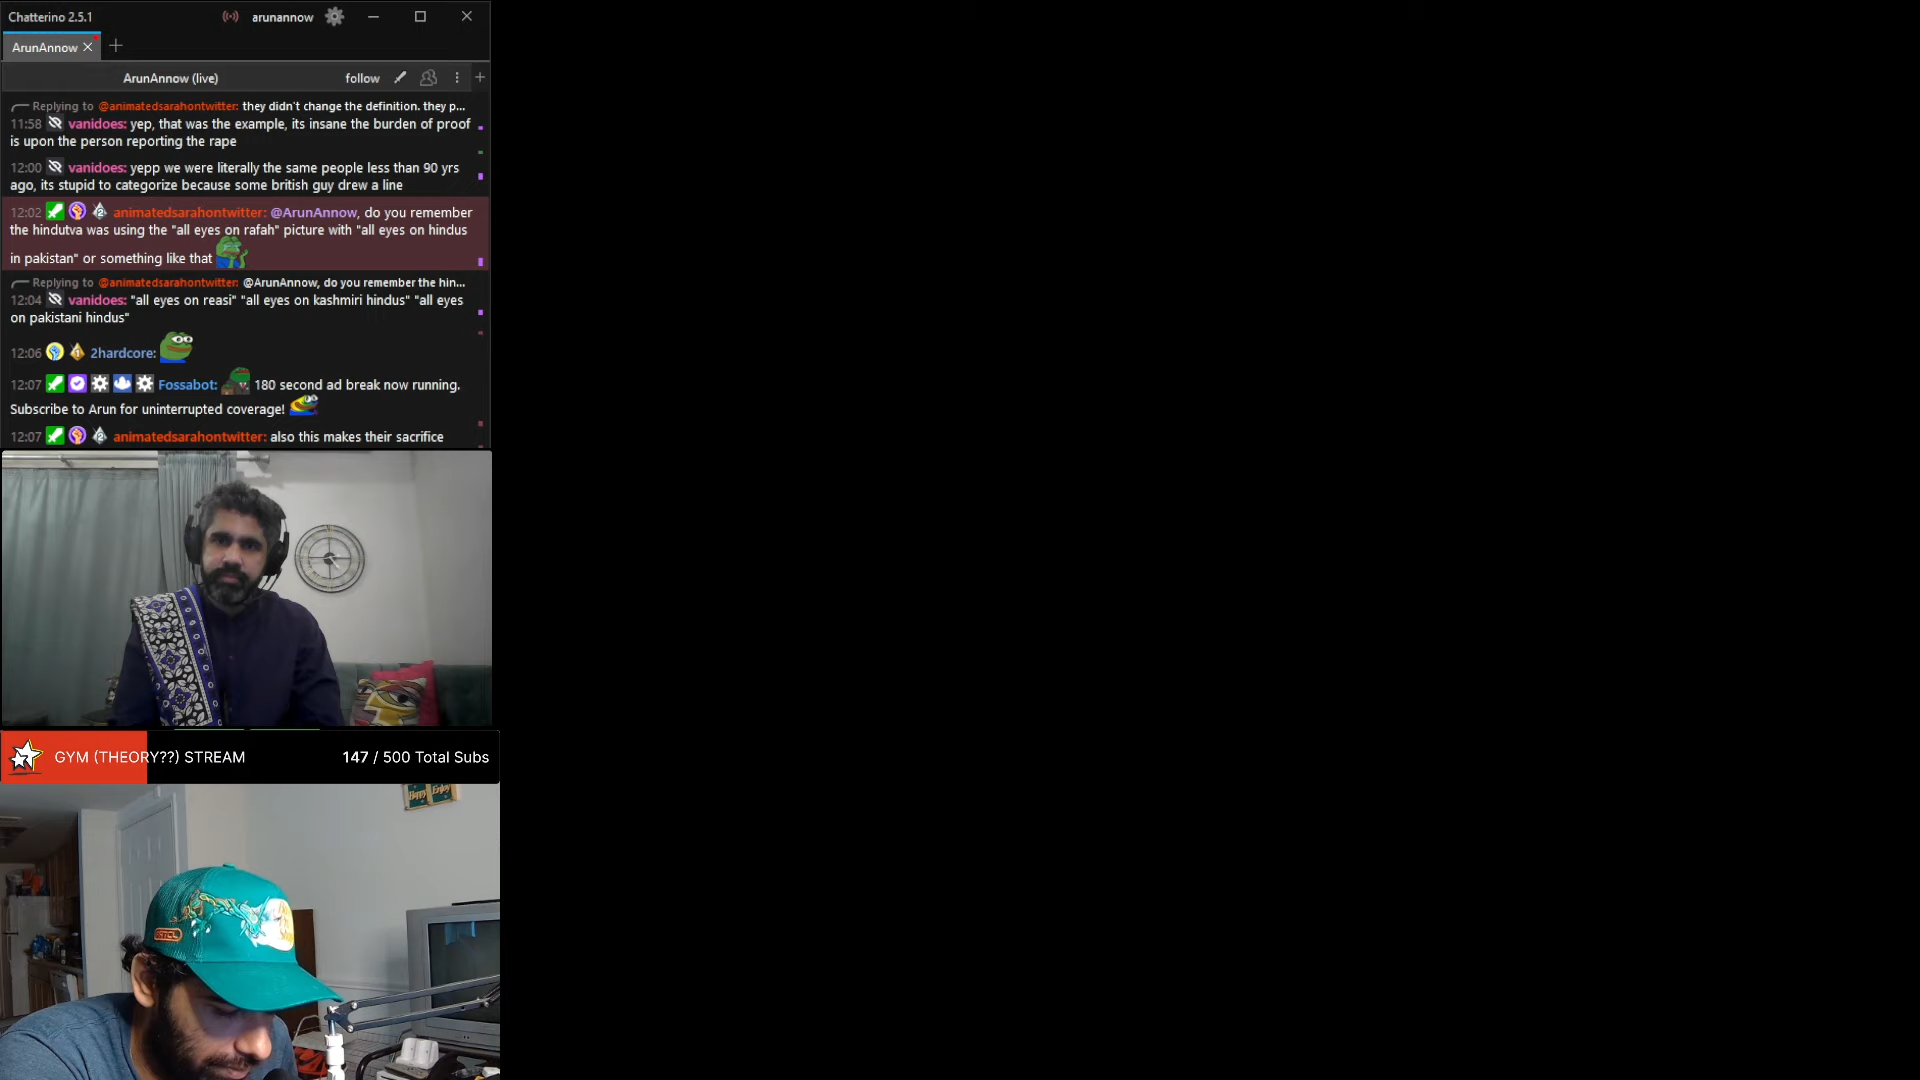 Chatterino 2.5.1
arunannow
ArunAnnow
ArunAnnow (live)
follow
Replying to @animatedsarahontwitter: they didn't change the definition. they p...
11:58 vanidoes: yep, that was the example, its insane the burden of proof
is upon the person reporting the rape
12:00 vanidoes: yepp we were literally the same people less than 90 yrs
ago, its stupid to categorize because some british guy drew a line
12:02 animatedsarahontwitter: @ArunAnnow, do you remember
the hindutva was using the "all eyes on rafah" picture with "all eyes on hindus
in pakistan" or something like that
Replying to @animatedsarahontwitter: @ArunAnnow, do you remember the hin...
12:04 vanidoes: "all eyes on reasi" "all eyes on kashmiri hindus" "all eyes
on pakistani hindus"
12:06 2hardcore:
12:07 Fossabot: 180 second ad break now running.
Subscribe to Arun for uninterrupted coverage!
12:07 animatedsarahontwitter: also this makes their sacrifice
GYM (THEORY??) STREAM
147 / 500 Total Subs
Happy Enjoy